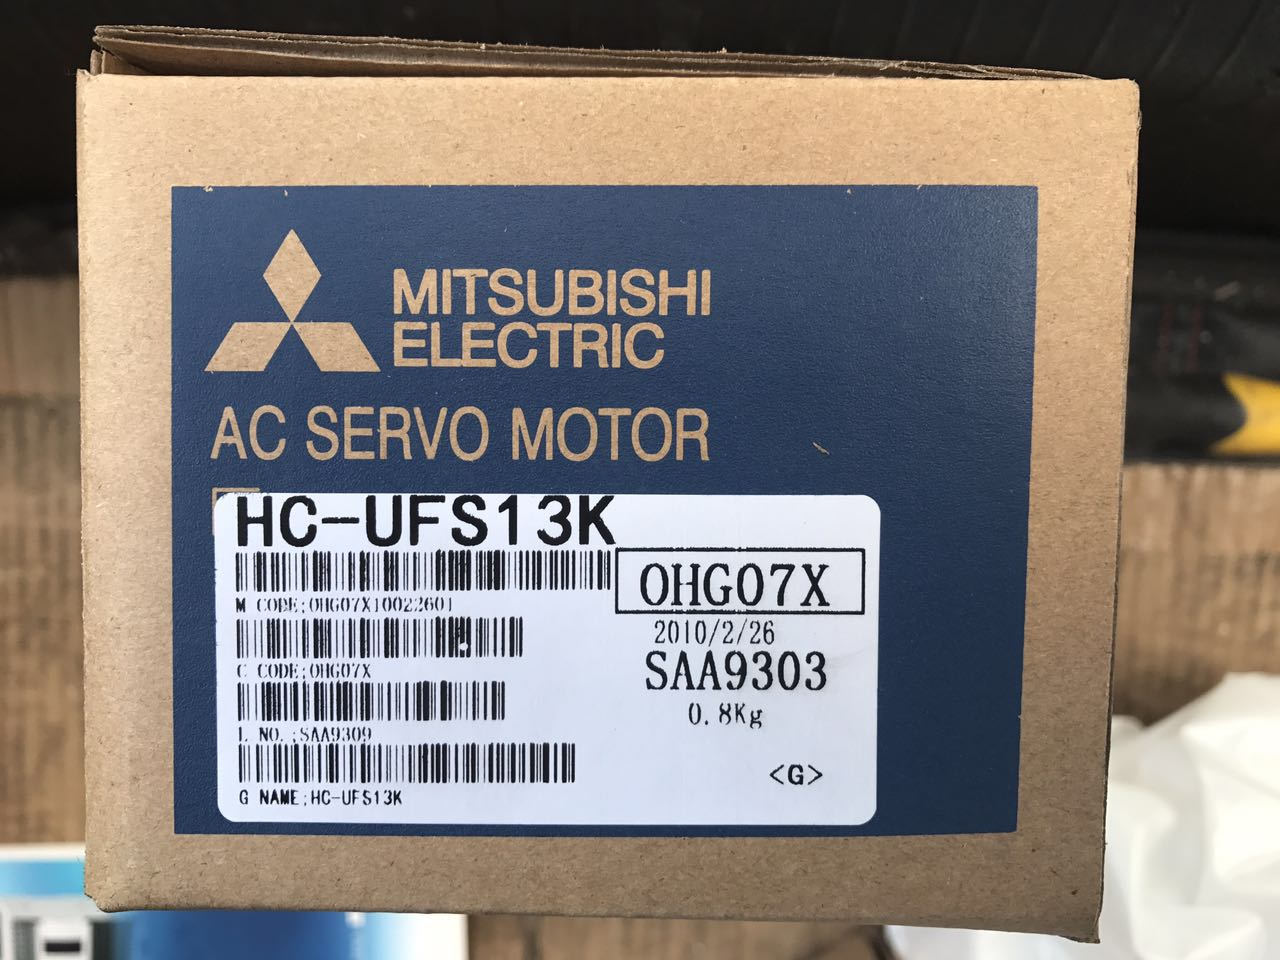 MITSUBISHI
ELECTRIC
AC SERVO MOTOR
HC-UFS13K
OHG07X
M CODE;OHG07X10022601
2010/2/26
C CODE;OHG07X
SAA9303
0.8Kg
L NO. ;SAA9309
<G>
G NAME;HC-UFS13K